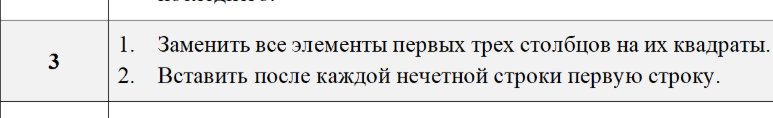 3
1. Заменить все элементы первых трех столбцов на их квадраты.
2. Вставить после каждой нечетной строки первую строку.